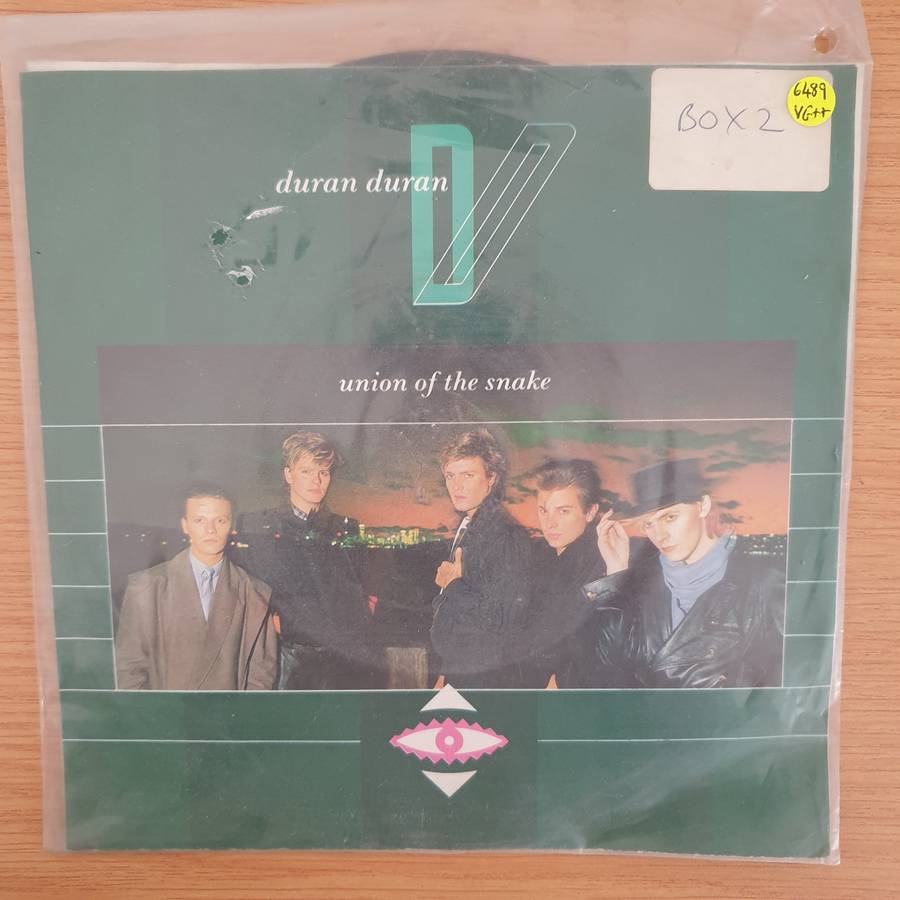 BOX 2
6489
VG++
duran duran
D
union of the snake